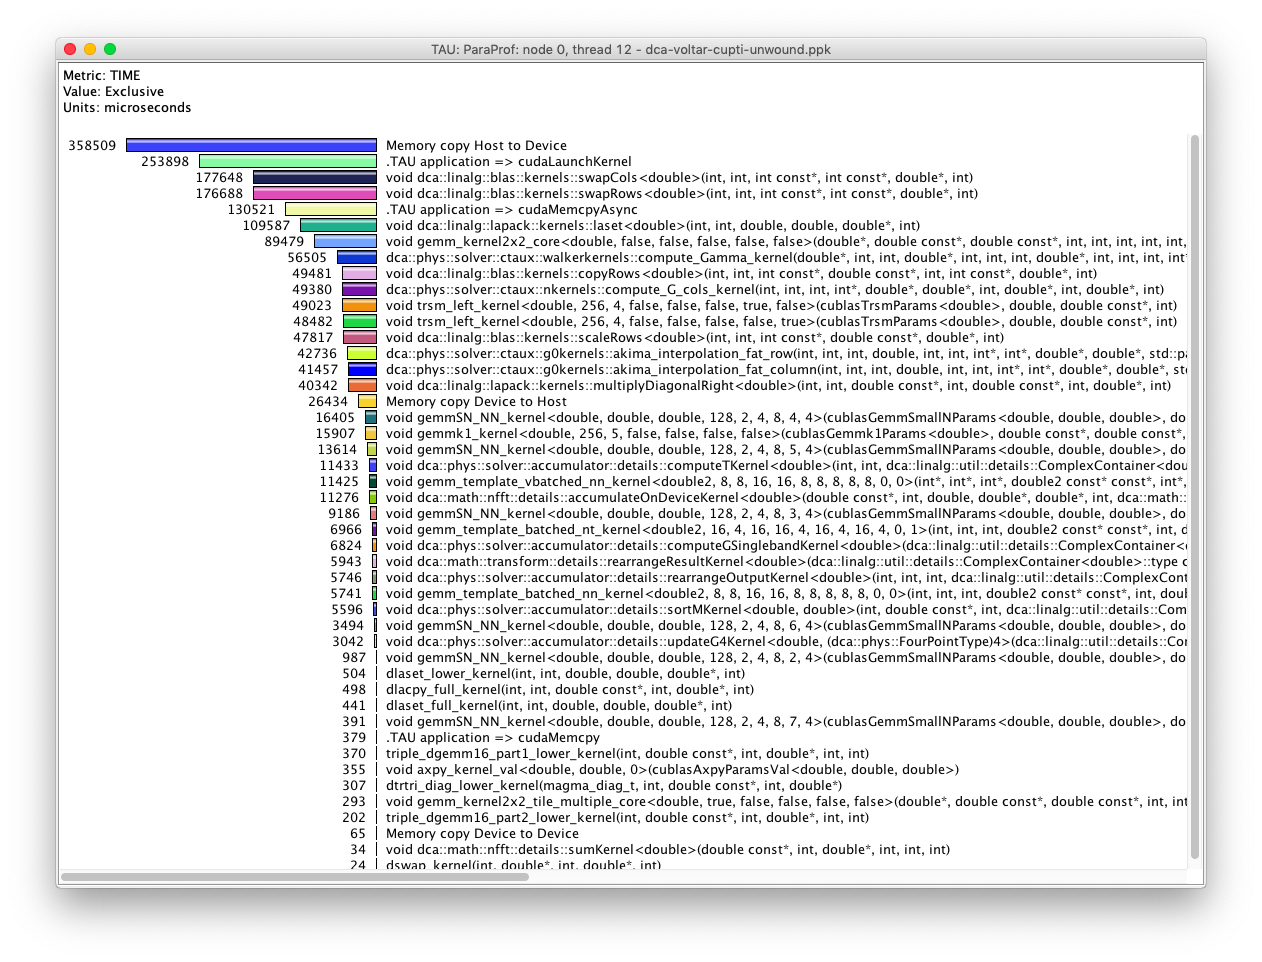 TAU: ParaProf: node 0, thread 12 - dca-voltar-cupti-unwound.ppk
Metric: TIME
Value: Exclusive
Units: microseconds
358509 Memory copy Host to Device
253898 .TAU application => cudaLaunchKernel
177648 void dca::linalg::blas::kernels::swapCols<double>(int, int, int const*, int const*, double*, int)
176688 void dca::linalg::blas::kernels::swapRows<double>(int, int, int const*, int const*, double*, int)
130521 .TAU application => cudaMemcpyAsync
109587 void dca::linalg::lapack::kernels::laset<double>(int, int, double, double, double*, int)
89479 void gemm_kernel2x2_core<double, false, false, false, false, false>(double*, double const*, double const*, int, int, int, int, int,
56505 dca::phys::solver::ctaux::walkerkernels::compute_Gamma_kernel(double*, int, int, double*, int, int, int, double*, int, int, int, int*
49481 void dca::linalg::blas::kernels::copyRows<double>(int, int, int const*, double const*, int, int const*, double*, int)
49380 dca::phys::solver::ctaux::nkernels::compute_G_cols_kernel(int, int, int, int*, double*, double*, int, double*, int, double*, int)
49023 void trsm_left_kernel<double, 256, 4, false, false, false, true, false>(cublasTrsmParams<double>, double, double const*, int)
48482 void trsm_left_kernel<double, 256, 4, false, false, false, false, true>(cublasTrsmParams<double>, double, double const*, int)
47817 void dca::linalg::blas::kernels::scaleRows<double>(int, int, int const*, double const*, double*, int)
42736 dca::phys::solver::ctaux::g0kernels::akima_interpolation_fat_row(int, int, int, double, int, int, int*, int*, double*, double*, std::pa
41457 dca::phys::solver::ctaux::g0kernels::akima_interpolation_fat_column(int, int, int, double, int, int, int*, int*, double*, double*, std
40342 void dca::linalg::lapack::kernels::multiplyDiagonalRight<double>(int, int, double const*, int, double const*, int, double*, int)
26434 Memory copy Device to Host
16405 void gemmSN_NN_kernel<double, double, double, 128, 2, 4, 8, 4, 4>(cublasGemmSmallNParams<double, double, double>, do
15907 void gemmk1_kernel<double, 256, 5, false, false, false, false>(cublasGemmk1Params<double>, double const*, double const*,
13614 void gemmSN_NN_kernel<double, double, double, 128, 2, 4, 8, 5, 4>(cublasGemmSmallNParams<double, double, double>, do
11433 void dca::phys::solver::accumulator::details::computeTKernel<double>(int, int, dca::linalg::util::details::ComplexContainer<dou
11425 void gemm_template_vbatched_nn_kernel<double2, 8, 8, 16, 16, 8, 8, 8, 8, 8, 0, 0>(int*, int*, int*, double2 const* const*, int*,
11276 void dca::math::nfft::details::accumulateOnDeviceKernel<double>(double const*, int, double, double*, double*, int, dca::math::
9186 void gemmSN_NN_kernel<double, double, double, 128, 2, 4, 8, 3, 4>(cublasGemmSmallNParams<double, double, double>, do
6966 void gemm_template_batched_nt_kernel<double2, 16, 4, 16, 16, 4, 16, 4, 16, 4, 0, 1>(int, int, int, double2 const* const*, int, d
6824 void dca::phys::solver::accumulator::details::computeGSinglebandKernel<double>(dca::linalg::util::details::ComplexContainer<
5943 void dca::math::transform::details::rearrangeResultKernel<double>(dca::linalg::util::details::ComplexContainer<double>::type c
5746 void dca::phys::solver::accumulator::details::rearrangeOutputKernel<double>(int, int, int, dca::linalg::util::details::ComplexCont
5741 void gemm_template_batched_nn_kernel<double2, 8, 8, 16, 16, 8, 8, 8, 8, 8, 0, 0>(int, int, int, double2 const* const*, int, dou
5596 void dca::phys::solver::accumulator::details::sortMKernel<double, double>(int, double const*, int, dca::linalg::util::details::Com
3494 void gemmSN_NN_kernel<double, double, double, 128, 2, 4, 8, 6, 4>(cublasGemmSmallNParams<double, double, double>, do
3042 void dca::phys::solver::accumulator::details::updateG4Kernel<double, (dca::phys::FourPointType)4>(dca::linalg::util::details::Co
987 void gemmSN_NN_kernel<double, double, double, 128, 2, 4, 8, 2, 4>(cublasGemmSmallNParams<double, double, double>, do
504 dlaset_lower_kernel(int, int, double, double, double*, int)
498 dlacpy_full_kernel(int, int, double const*, int, double*, int)
441 dlaset_full_kernel(int, int, double, double, double*, int)
391 void gemmSN_NN_kernel<double, double, double, 128, 2, 4, 8, 7, 4>(cublasGemmSmallNParams<double, double, double>, do
379 .TAU application => cudaMemcpy
370 triple_dgemm16_part1_lower_kernel(int, double const*, int, double*, int, int)
355 void axpy_kernel_val<double, double, 0>(cublasAxpyParamsVal<double, double, double>)
307 dtrtri_diag_lower_kernel(magma_diag_t, int, double const*, int, double*)
293 void gemm_kernel2x2_tile_multiple_core<double, true, false, false, false, false>(double*, double const*, double const*, int, int
202 triple_dgemm16_part2_lower_kernel(int, double const*, int, double*, int, int)
65 Memory copy Device to Device
34 void dca::math::nfft::details::sumKernel<double>(double const*, int, double*, int, int, int)
24 dswap_kernel(int, double*, int, double*, int)